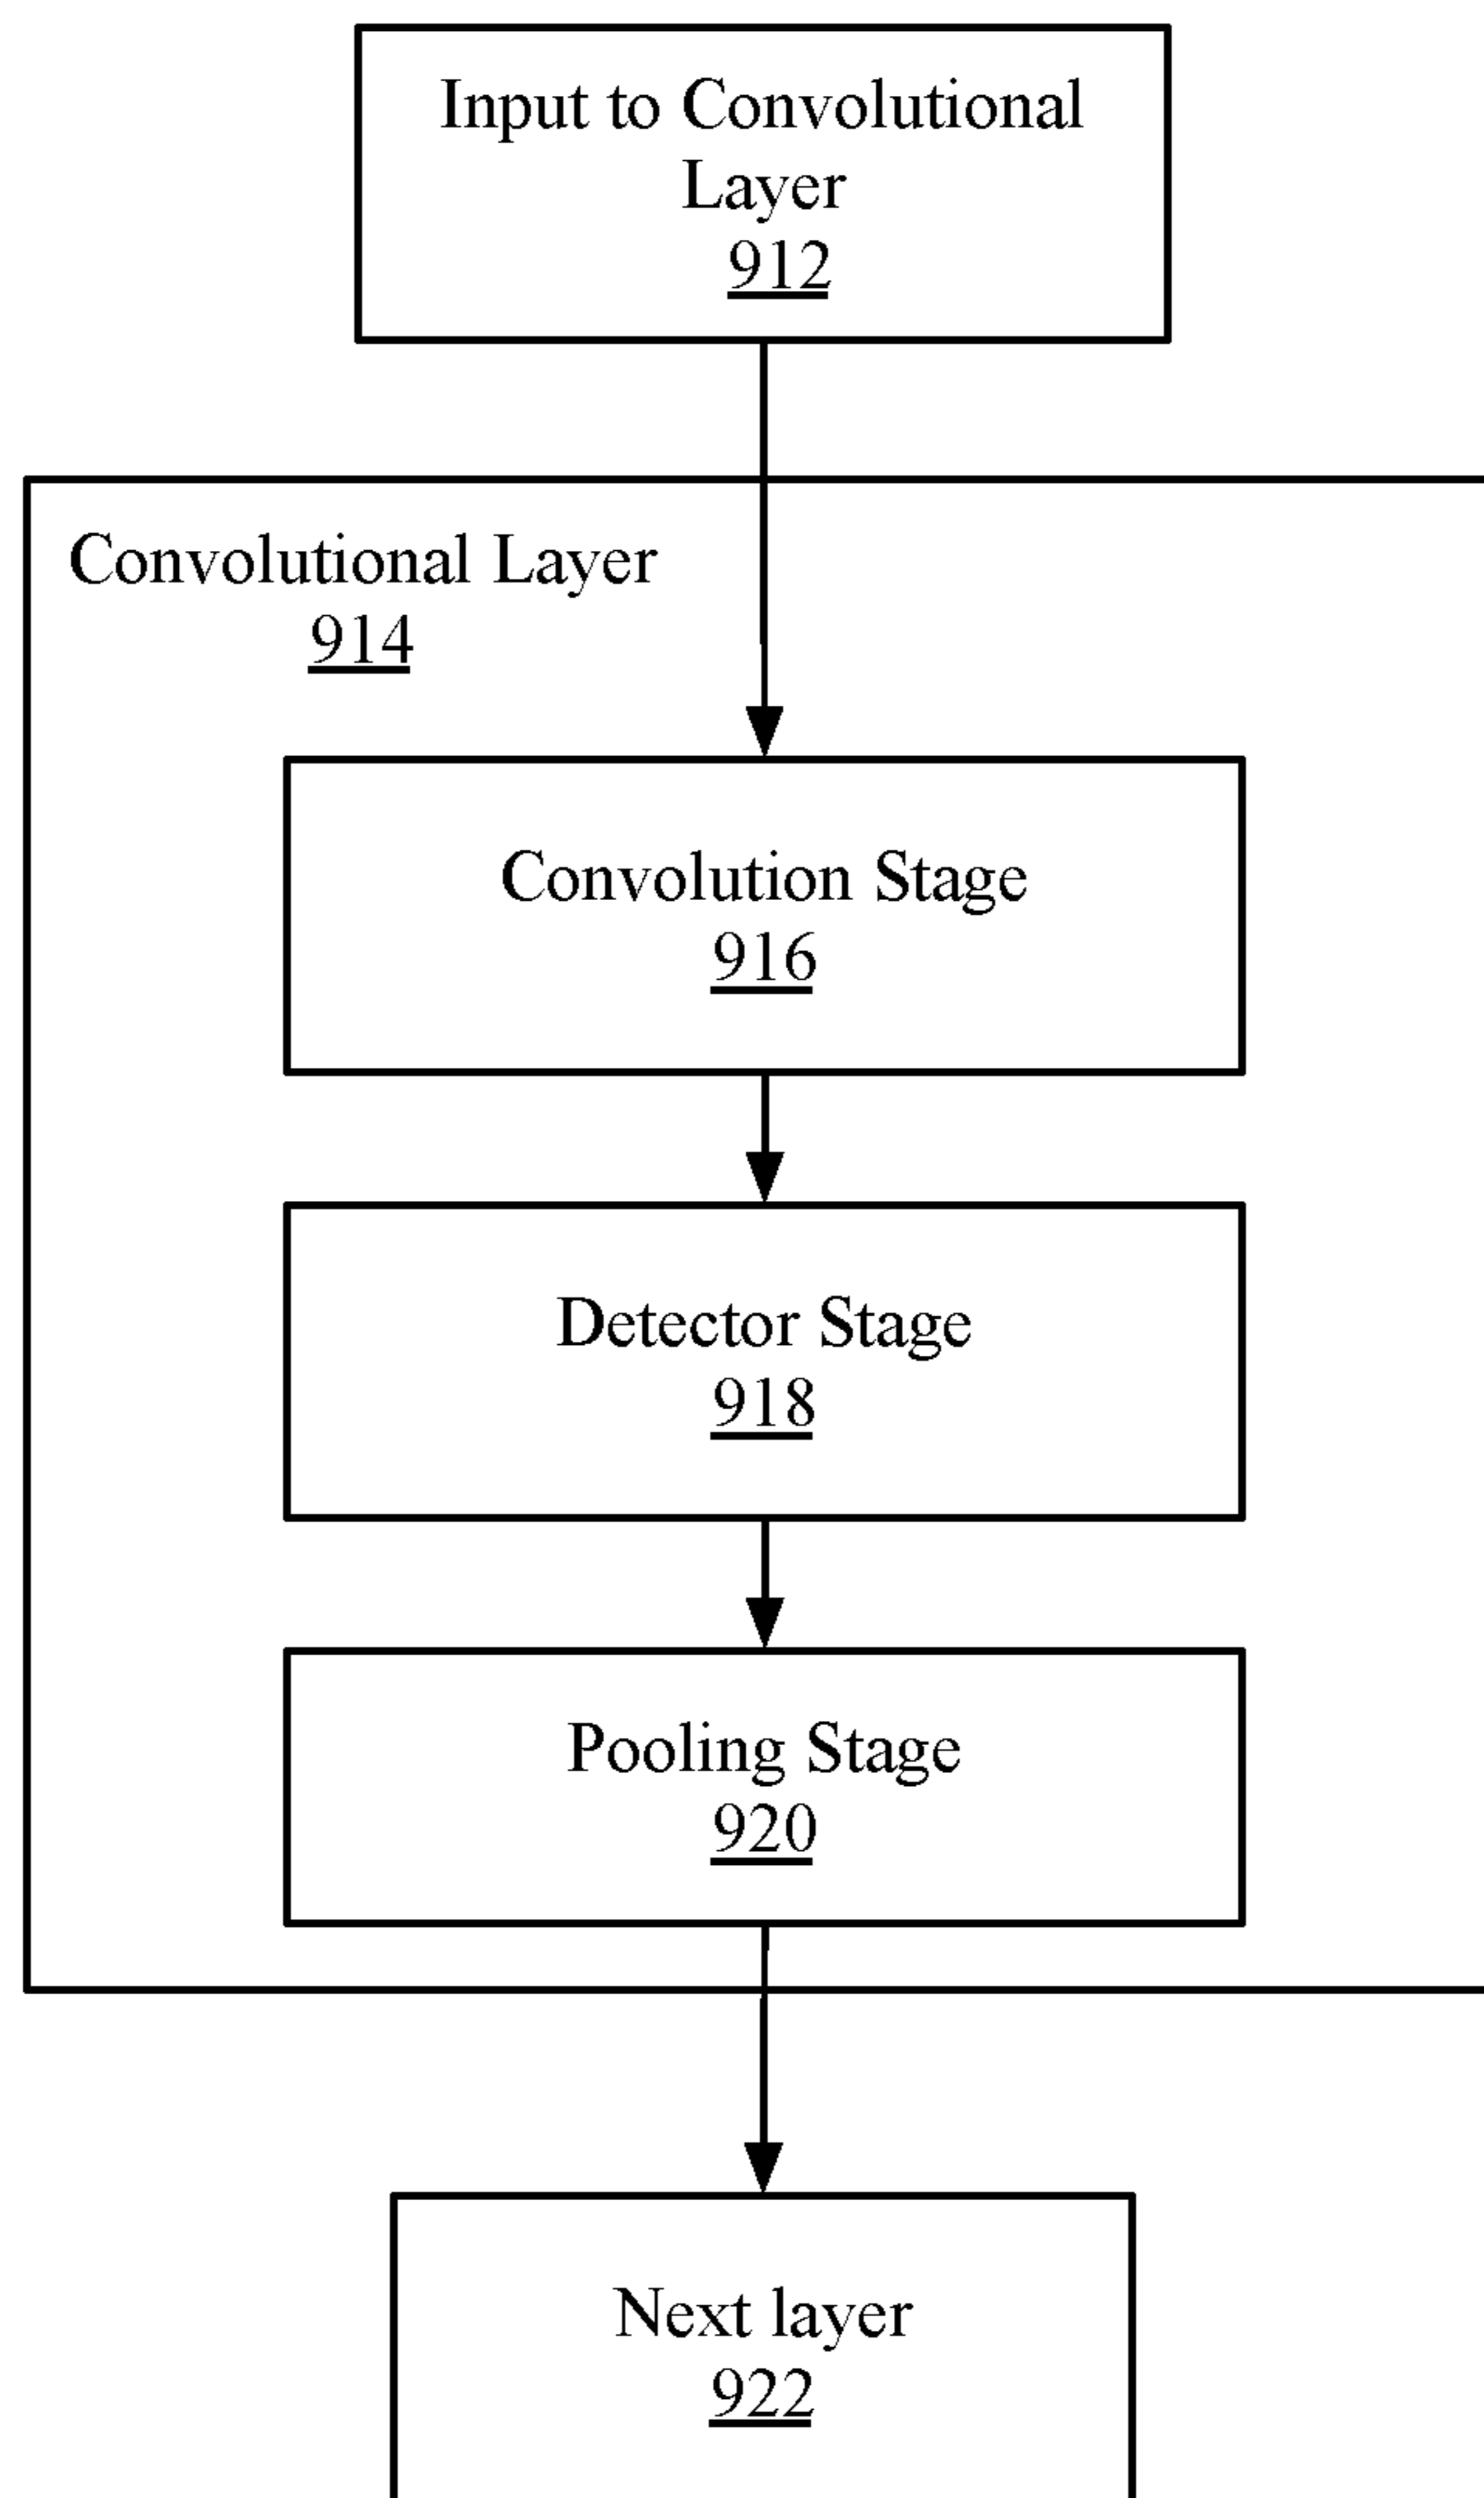 Input to Convolutional
Layer
912
Convolutional Layer
914
Convolution Stage
916
Detector Stage
918
Pooling Stage
920
Next layer
922